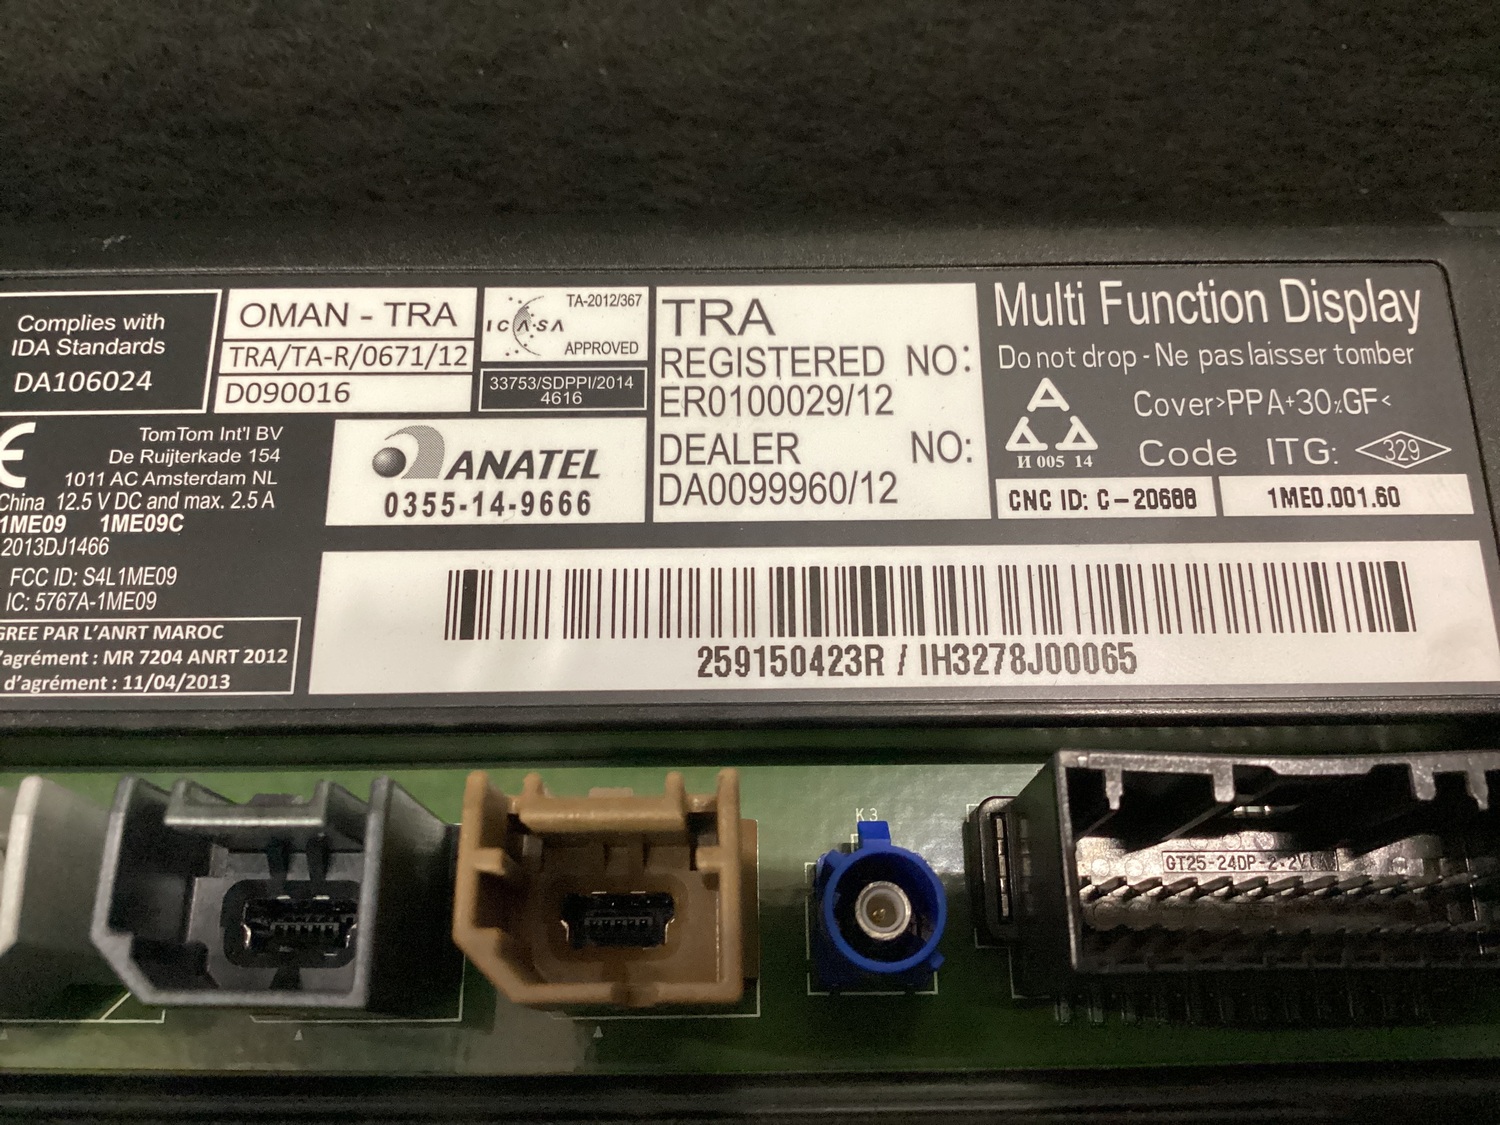 Complies with
IDA Standards
DA106024
OMAN - TRA
TRA/TA-R/0671/12
D090016
TA-2012/367
ICASA
APPROVED
33753/SDPPI/2014
4616
TRA
REGISTERED NO:
ER0100029/12
DEALER NO:
DA0099960/12
Multi Function Display
Do not drop - Ne pas laisser tomber
Cover>PPA+30%GF<
И 005 14
Code ITG: 329
CNC ID: C-20688
1ME0.001.60
CE
TomTom Int'l BV
De Ruijterkade 154
1011 AC Amsterdam NL
China 12.5 V DC and max. 2.5 A
1ME09 1ME09C
2013DJ1466
FCC ID: S4L1ME09
IC: 5767A-1ME09
GREE PAR L'ANRT MAROC
'agrément : MR 7204 ANRT 2012
d'agrément : 11/04/2013
ANATEL
0355-14-9666
259150423R / IH3278J00065
K3
GT25-24DP-2.2V